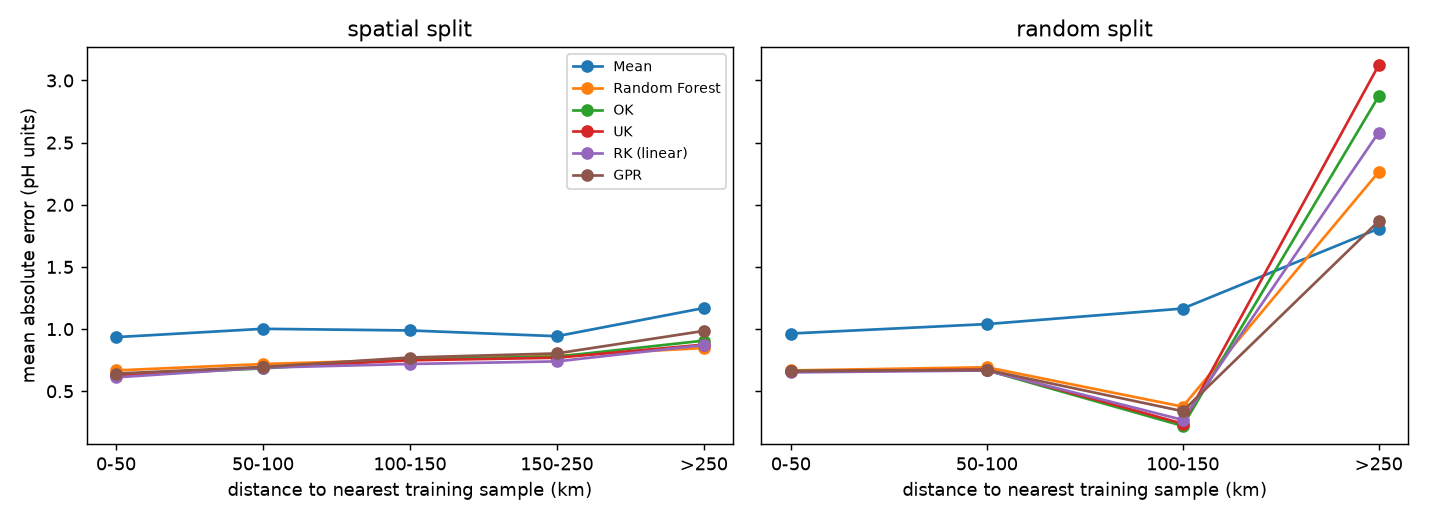 spatial split
random split
mean absolute error (pH units)
3.0
2.5
2.0
1.5
1.0
0.5
Mean
Random Forest
OK
UK
RK (linear)
GPR
0-50
50-100
100-150
150-250
>250
distance to nearest training sample (km)
0-50
50-100
100-150
>250
distance to nearest training sample (km)